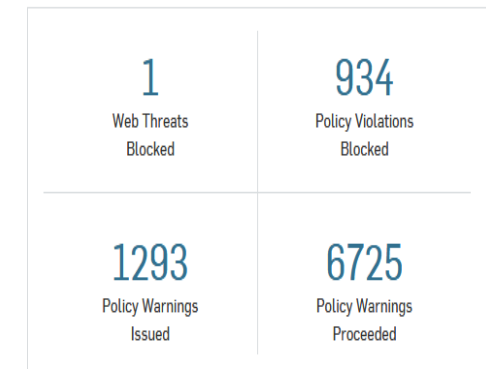 1
Web Threats
Blocked
934
Policy Violations
Blocked
1293
Policy Warnings
Issued
6725
Policy Warnings
Proceeded